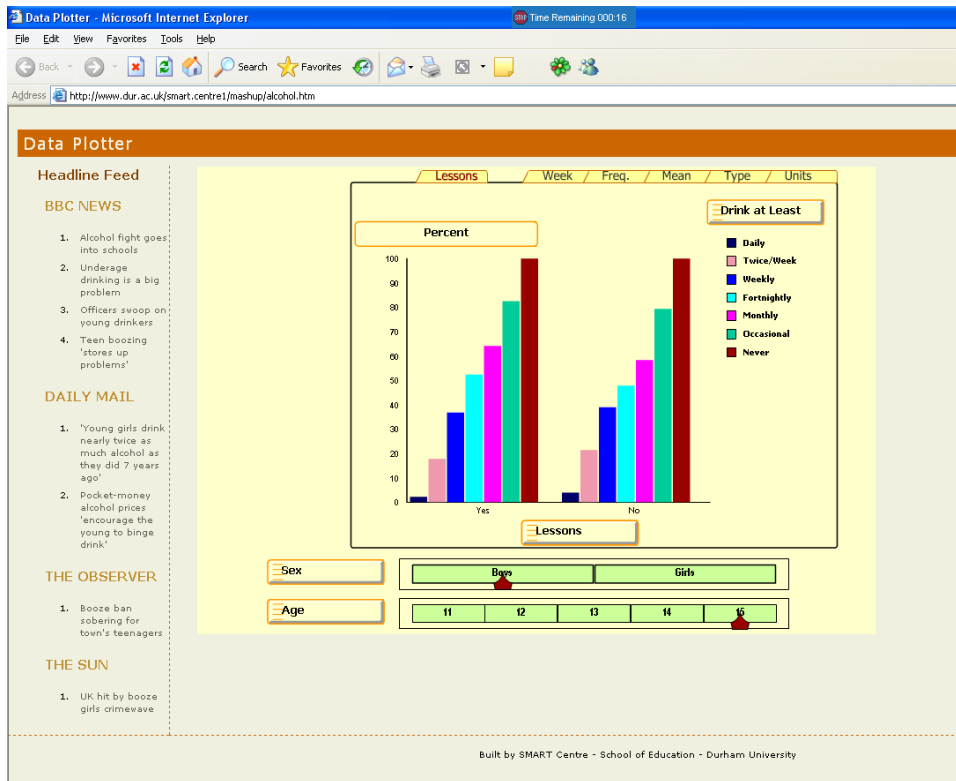 Data Plotter - Microsoft Internet Explorer
STOP Time Remaining 000:16
File Edit View Favorites Tools Help
Back Search Favorites
Address http://www.dur.ac.uk/smart.centre1/mashup/alcohol.htm
Data Plotter
Headline Feed
BBC NEWS
1. Alcohol fight goes
into schools
2. Underage
drinking is a big
problem
3. Officers swoop on
young drinkers
4. Teen boozing
'stores up
problems'
DAILY MAIL
1. 'Young girls drink
nearly twice as
much alcohol as
they did 7 years
ago'
2. Pocket-money
alcohol prices
'encourage the
young to binge
drink'
THE OBSERVER
1. Booze ban
sobering for
town's teenagers
THE SUN
1. UK hit by booze
girls crimewave
Lessons Week Freq. Mean Type Units
Drink at Least
Percent
Daily
Twice/Week
Weekly
Fortnightly
Monthly
Occasional
Never
100
90
80
70
60
50
40
30
20
10
0
Yes No
Lessons
Sex Boys Girls
Age 11 12 13 14 15
Built by SMART Centre - School of Education - Durham University